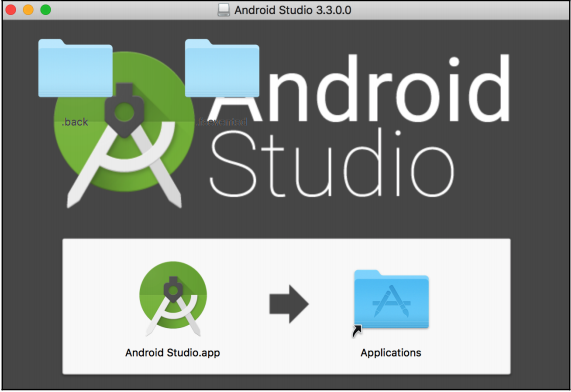 Android Studio 3.3.0.0
.back
Android
Studio
Android Studio.app
Applications